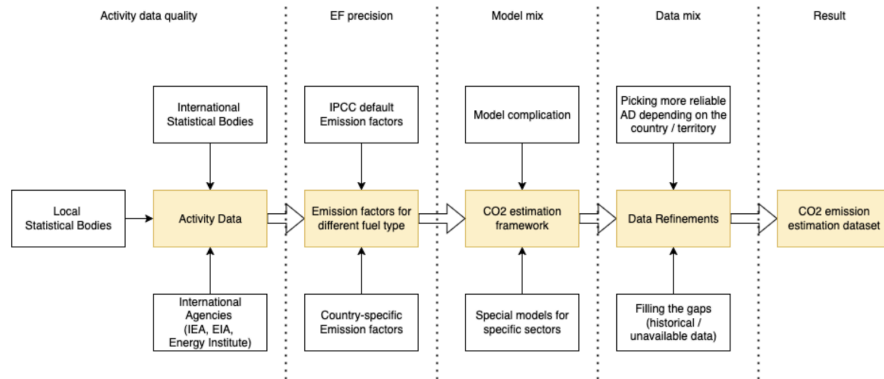 Activity data quality
EF precision
Model mix
Data mix
Result
International
Statistical Bodies
IPCC default
Emission factors
Model complication
Picking more reliable
AD depending on the
country / territory
Local
Statistical Bodies
Activity Data
Emission factors for
different fuel type
CO2 estimation
framework
Data Refinements
CO2 emission
estimation dataset
International
Agencies
(IEA, EIA,
Energy Institute)
Country-specific
Emission factors
Special models for
specific sectors
Filling the gaps
(historical /
unavailable data)